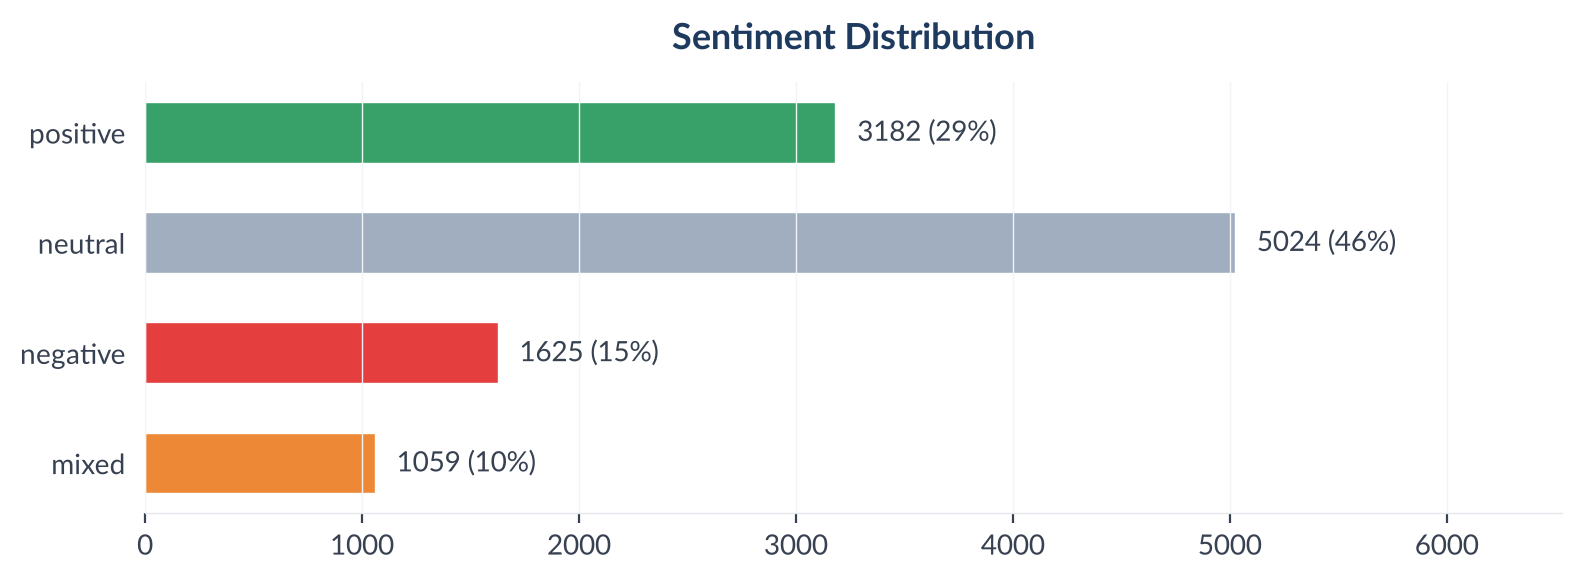 Sentiment Distribution
positive 3182 (29%)
neutral 5024 (46%)
negative 1625 (15%)
mixed 1059 (10%)
0 1000 2000 3000 4000 5000 6000